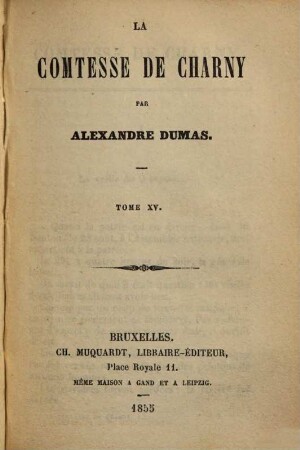 LA
COMTESSE DE CHARNY
PAR
ALEXANDRE DUMAS.
TOME XV.
BRUXELLES.
CH. MUQUARDT, LIBRAIRE-ÉDITEUR,
Place Royale 11.
MÊME MAISON A GAND ET A LEIPZIG.
1855